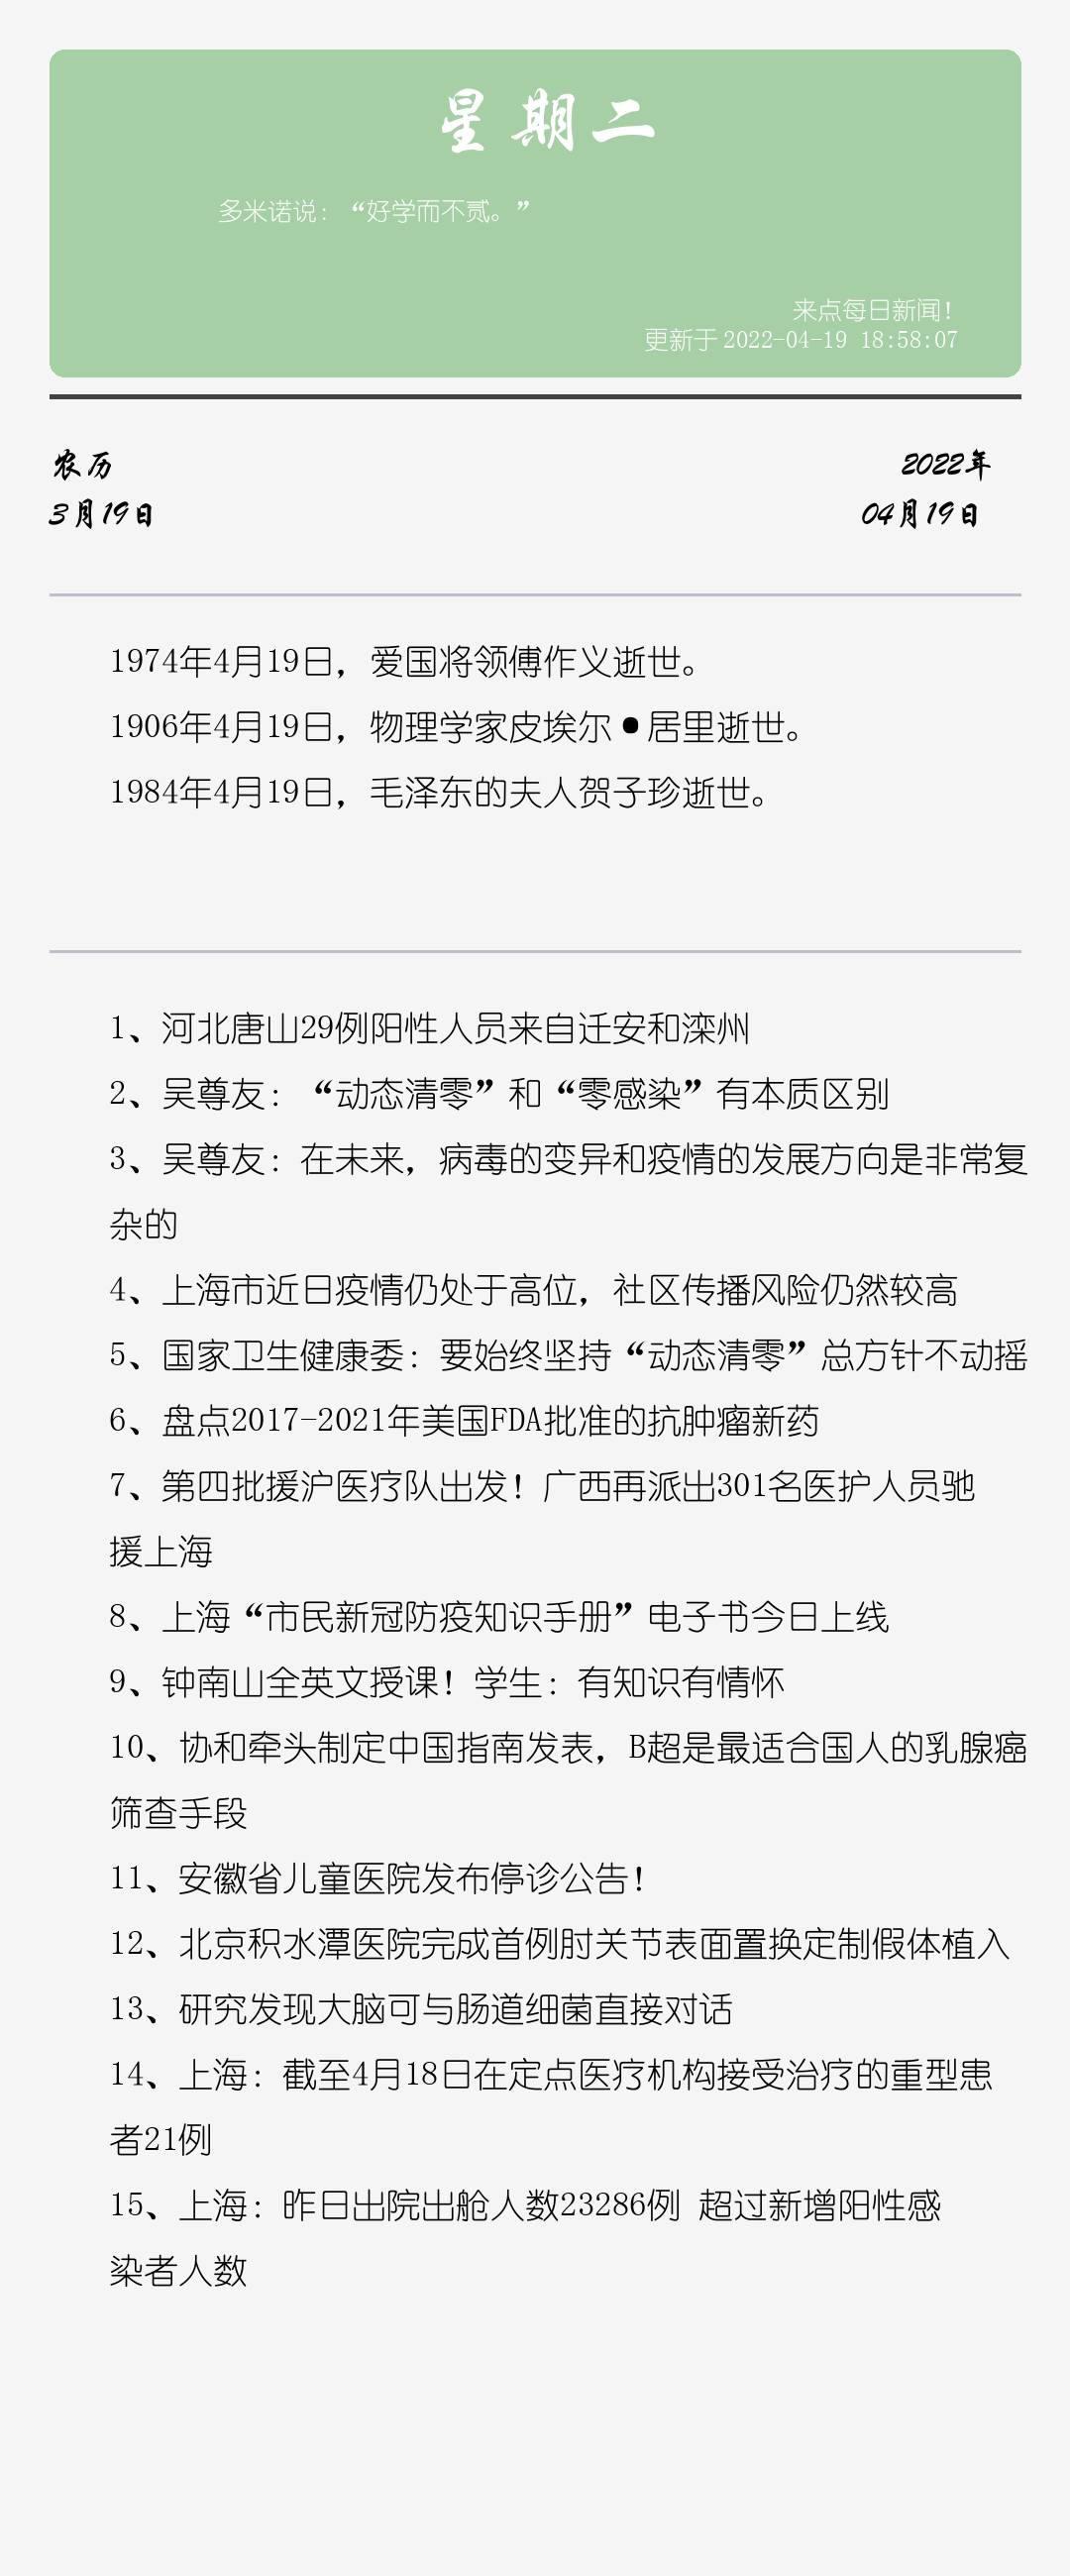 星期二
多米诺说：“好学而不贰。”
来点每日新闻！
更新于 2022-04-19 18:58:07
农历
2022年
3月19日
04月19日
1974年4月19日，爱国将领傅作义逝世。
1906年4月19日，物理学家皮埃尔•居里逝世。
1984年4月19日，毛泽东的夫人贺子珍逝世。
1、河北唐山29例阳性人员来自迁安和滦州
2、吴尊友：“动态清零”和“零感染”有本质区别
3、吴尊友：在未来，病毒的变异和疫情的发展方向是非常复
杂的
4、上海市近日疫情仍处于高位，社区传播风险仍然较高
5、国家卫生健康委：要始终坚持“动态清零”总方针不动摇
6、盘点2017-2021年美国FDA批准的抗肿瘤新药
7、第四批援沪医疗队出发！广西再派出301名医护人员驰
援上海
8、上海“市民新冠防疫知识手册”电子书今日上线
9、钟南山全英文授课！学生：有知识有情怀
10、协和牵头制定中国指南发表，B超是最适合国人的乳腺癌
筛查手段
11、安徽省儿童医院发布停诊公告！
12、北京积水潭医院完成首例肘关节表面置换定制假体植入
13、研究发现大脑可与肠道细菌直接对话
14、上海：截至4月18日在定点医疗机构接受治疗的重型患
者21例
15、上海：昨日出院出舱人数23286例 超过新增阳性感
染者人数